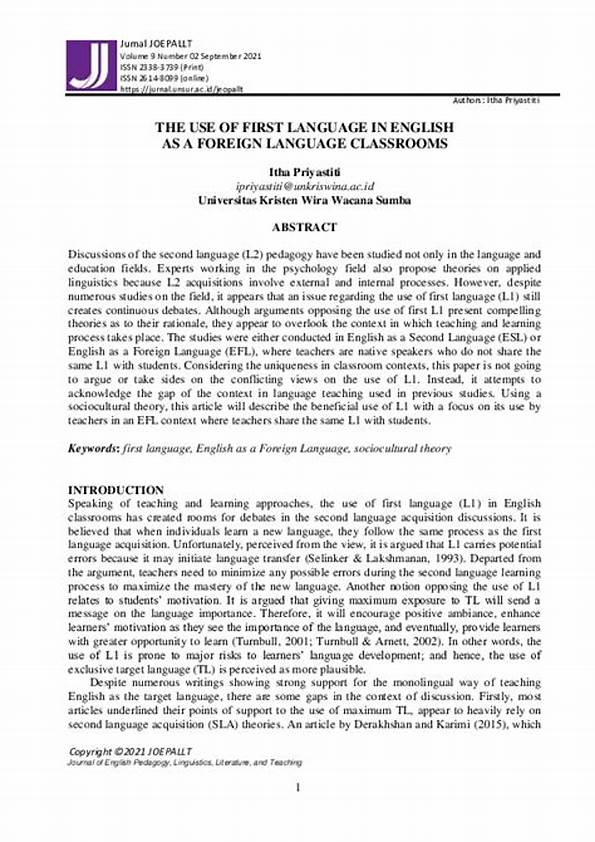 Jurnal JOEPALLT
Volume 9 Number 02 September 2021
ISSN 2338-3739 (Print)
ISSN 2614-8099 (online)
https://jurnal.unsur.ac.id/jeopallt
Authors: Itha Priyastiti
THE USE OF FIRST LANGUAGE IN ENGLISH
AS A FOREIGN LANGUAGE CLASSROOMS
Itha Priyastiti
ipriyastiti@unkriswina.ac.id
Universitas Kristen Wira Wacana Sumba
ABSTRACT
Discussions of the second language (L2) pedagogy have been studied not only in the language and
education fields. Experts working in the psychology field also propose theories on applied
linguistics because L2 acquisitions involve external and internal processes. However, despite
numerous studies on the field, it appears that an issue regarding the use of first language (L1) still
creates continuous debates. Although arguments opposing the use of first L1 present compelling
theories as to their rationale, they appear to overlook the context in which teaching and learning
process takes place. The studies were either conducted in English as a Second Language (ESL) or
English as a Foreign Language (EFL), where teachers are native speakers who do not share the
same L1 with students. Considering the uniqueness in classroom contexts, this paper is not going
to argue or take sides on the conflicting views on the use of L1. Instead, it attempts to
acknowledge the gap of the context in language teaching used in previous studies. Using a
sociocultural theory, this article will describe the beneficial use of L1 with a focus on its use by
teachers in an EFL context where teachers share the same L1 with students.
Keywords: first language, English as a Foreign Language, sociocultural theory
INTRODUCTION
Speaking of teaching and learning approaches, the use of first language (L1) in English
classrooms has created rooms for debates in the second language acquisition discussions. It is
believed that when individuals learn a new language, they follow the same process as the first
language acquisition. Unfortunately, perceived from the view, it is argued that L1 carries potential
errors because it may initiate language transfer (Selinker & Lakshmanan, 1993). Departed from
the argument, teachers need to minimize any possible errors during the second language learning
process to maximize the mastery of the new language. Another notion opposing the use of L1
relates to students' motivation. It is argued that giving maximum exposure to TL will send a
message on the language importance. Therefore, it will encourage positive ambiance, enhance
learners' motivation as they see the importance of the language, and eventually, provide learners
with greater opportunity to learn (Turnbull, 2001; Turnbull & Arnett, 2002). In other words, the
use of L1 is prone to major risks to learners' language development; and hence, the use of
exclusive target language (TL) is perceived as more plausible.
Despite numerous writings showing strong support for the monolingual way of teaching
English as the target language, there are some gaps in the context of discussion. Firstly, most
articles underlined their points of support to the use of maximum TL, appear to heavily rely on
second language acquisition (SLA) theories. An article by Derakhshan and Karimi (2015), which
Copyright ©2021 JOEPALLT
Journal of English Pedagogy, Linguistics, Literature, and Teaching
1